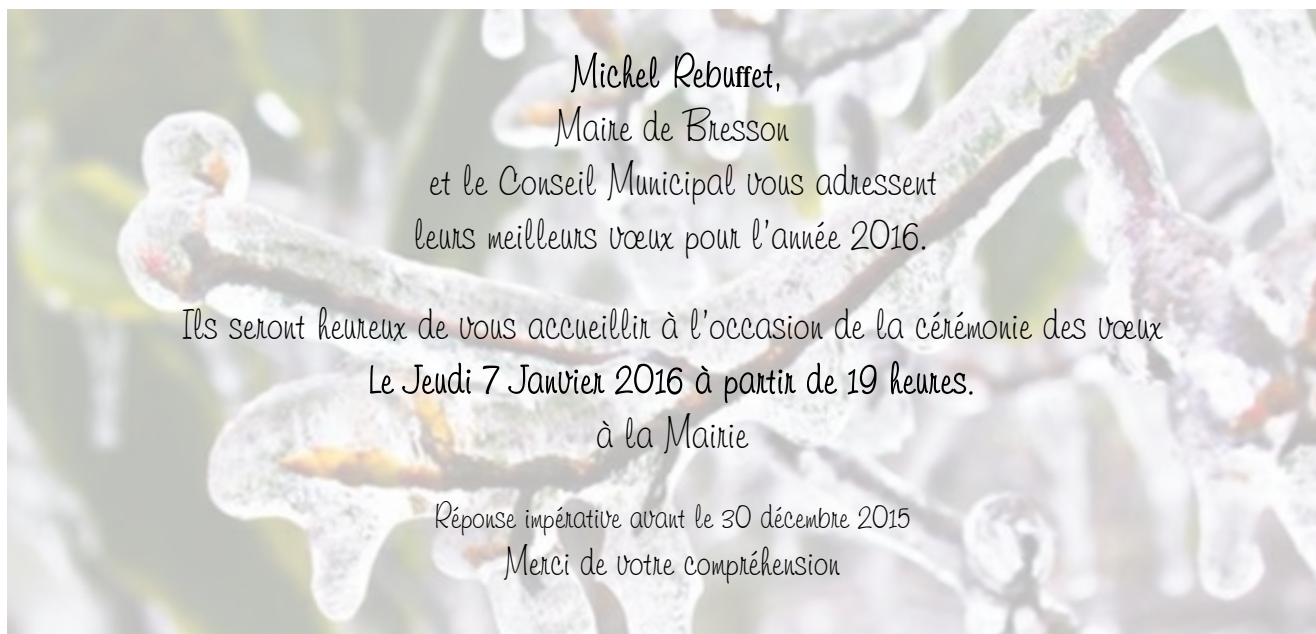 Michel Rebuffet,
Maire de Bresson
et le Conseil Municipal vous adressent
leurs meilleurs vœux pour l'année 2016.
Ils seront heureux de vous accueillir à l'occasion de la cérémonie des vœux
Le Jeudi 7 Janvier 2016 à partir de 19 heures.
à la Mairie
Réponse impérative avant le 30 décembre 2015
Merci de votre compréhension